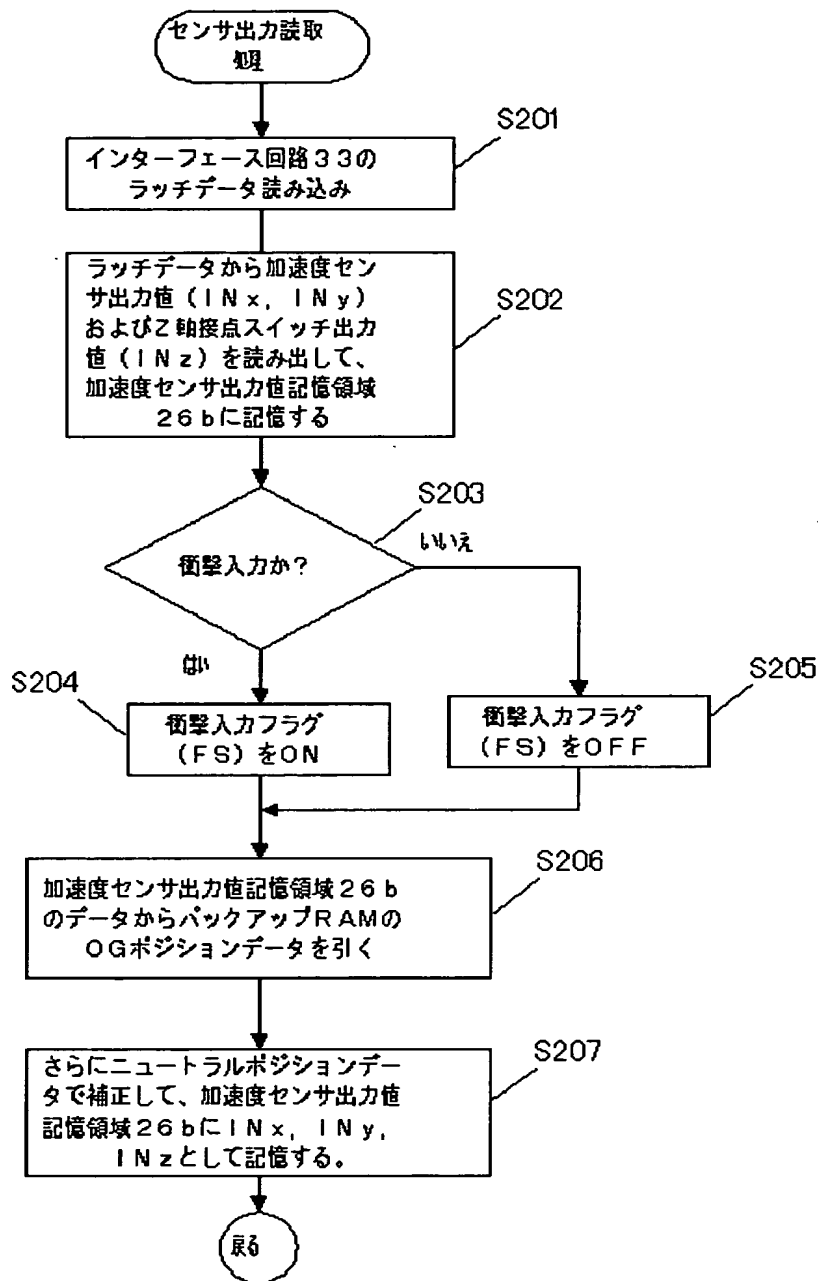 センサ出力読取
処理
S201
インターフェース回路33の
ラッチデータ読み込み
S202
ラッチデータから加速度セン
サ出力値(INx, INy)
およびZ軸接点スイッチ出力
値(INz)を読み出して、
加速度センサ出力値記憶領域
26bに記憶する
S203
衝撃入力か?
いいえ
はい
S204
衝撃入力フラグ
(FS)をON
S205
衝撃入力フラグ
(FS)をOFF
S206
加速度センサ出力値記憶領域26b
のデータからバックアップRAMの
0Gポジションデータを引く
S207
さらにニュートラルポジションデー
タで補正して、加速度センサ出力値
記憶領域26bにINx, INy,
INzとして記憶する。
戻る